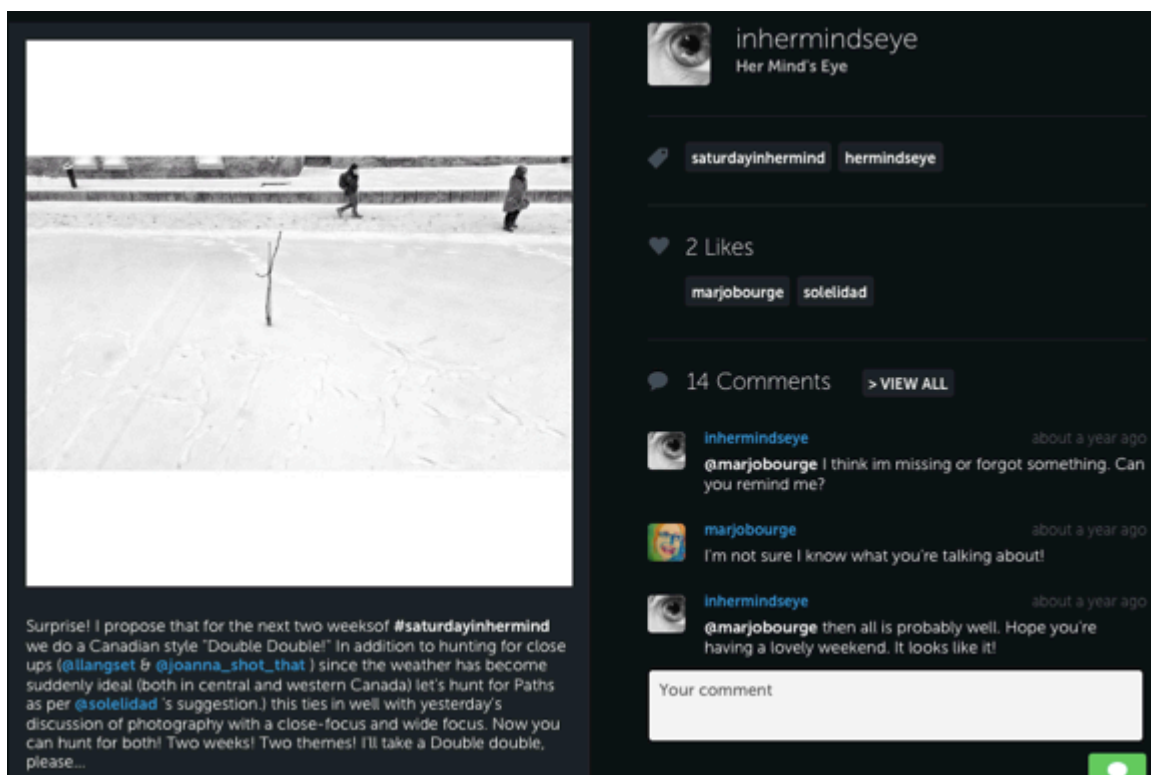 inhermindseye
Her Mind's Eye
saturdayinhermind hermindseye
2 Likes
marjobourge solelidad
14 Comments > VIEW ALL
inhermindseye about a year ago
@marjobourge I think im missing or forgot something. Can
you remind me?
marjobourge about a year ago
I'm not sure I know what you're talking about!
inhermindseye about a year ago
@marjobourge then all is probably well. Hope you're
having a lovely weekend. It looks like it!
Your comment
Surprise! I propose that for the next two weeksof #saturdayinhermind
we do a Canadian style "Double Double!" In addition to hunting for close
ups (@llangset & @joanna_shot_that ) since the weather has become
suddenly ideal (both in central and western Canada) let's hunt for Paths
as per @solelidad 's suggestion.) this ties in well with yesterday's
discussion of photography with a close-focus and wide focus. Now you
can hunt for both! Two weeks! Two themes! I'll take a Double double,
please...